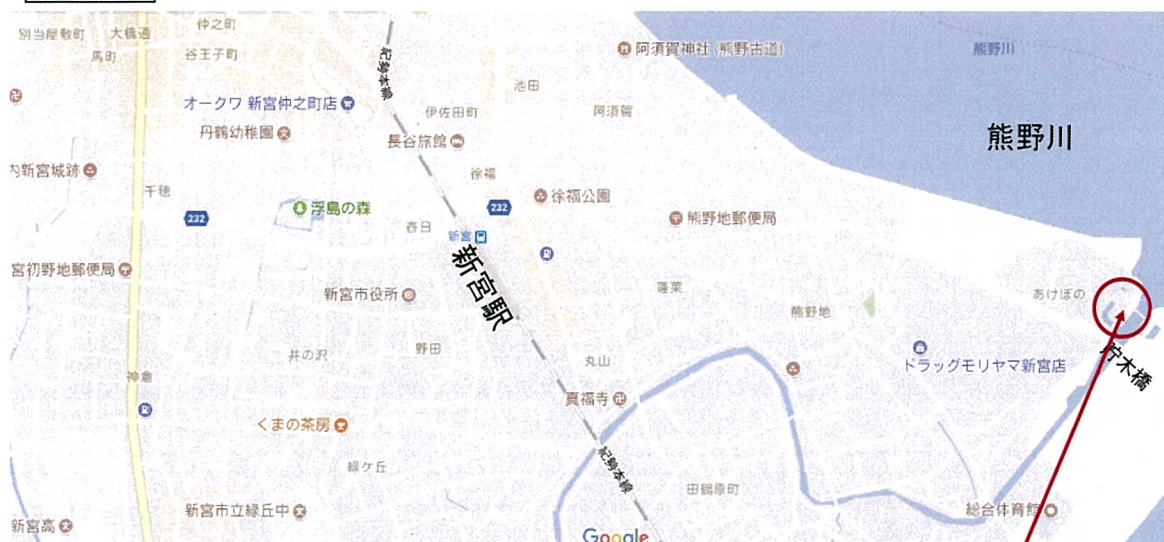 別当屋敷町
大橋通
仲之町
馬町
谷王子町
紀勢本線
阿須賀神社 (熊野古道)
熊野川
池田
オークワ 新宮仲之町店
伊佐田町
阿須賀
丹鶴幼稚園
長谷旅館
熊野川
内新宮城跡
徐福
千穂
徐福公園
232
浮島の森
232
熊野地郵便局
春日
新宮
宮初野地郵便局
新宮市役所
新宮駅
蓬莱
あけぼの
熊野地
井の沢
野田
丸山
ドラッグモリヤマ新宮店
貯木橋
神倉
真福寺
くまの茶房
緑ケ丘
紀勢本線
田鶴原町
新宮市立緑丘中
総合体育館
新宮高
Google